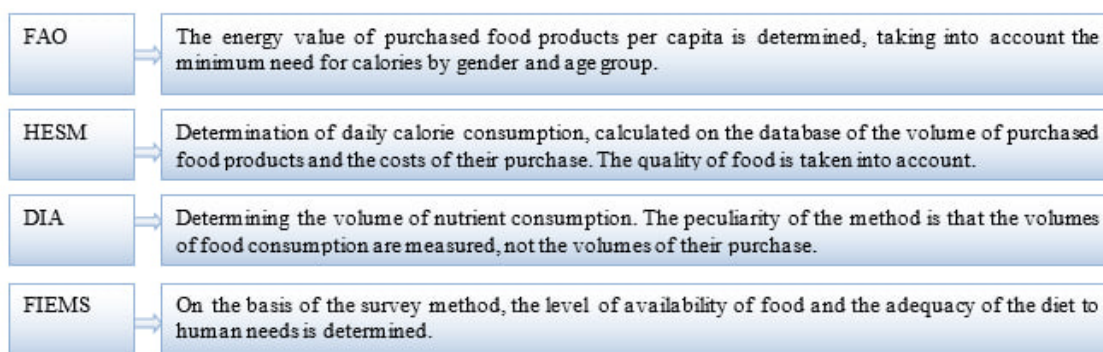 FAO
The energy value of purchased food products per capita is determined, taking into account the
minimum need for calories by gender and age group.
HESM
Determination of daily calorie consumption, calculated on the database of the volume of purchased
food products and the costs of their purchase. The quality of food is taken into account.
DIA
Determining the volume of nutrient consumption. The peculiarity of the method is that the volumes
of food consumption are measured, not the volumes of their purchase.
FIEMS
On the basis of the survey method, the level of availability of food and the adequacy of the diet to
human needs is determined.